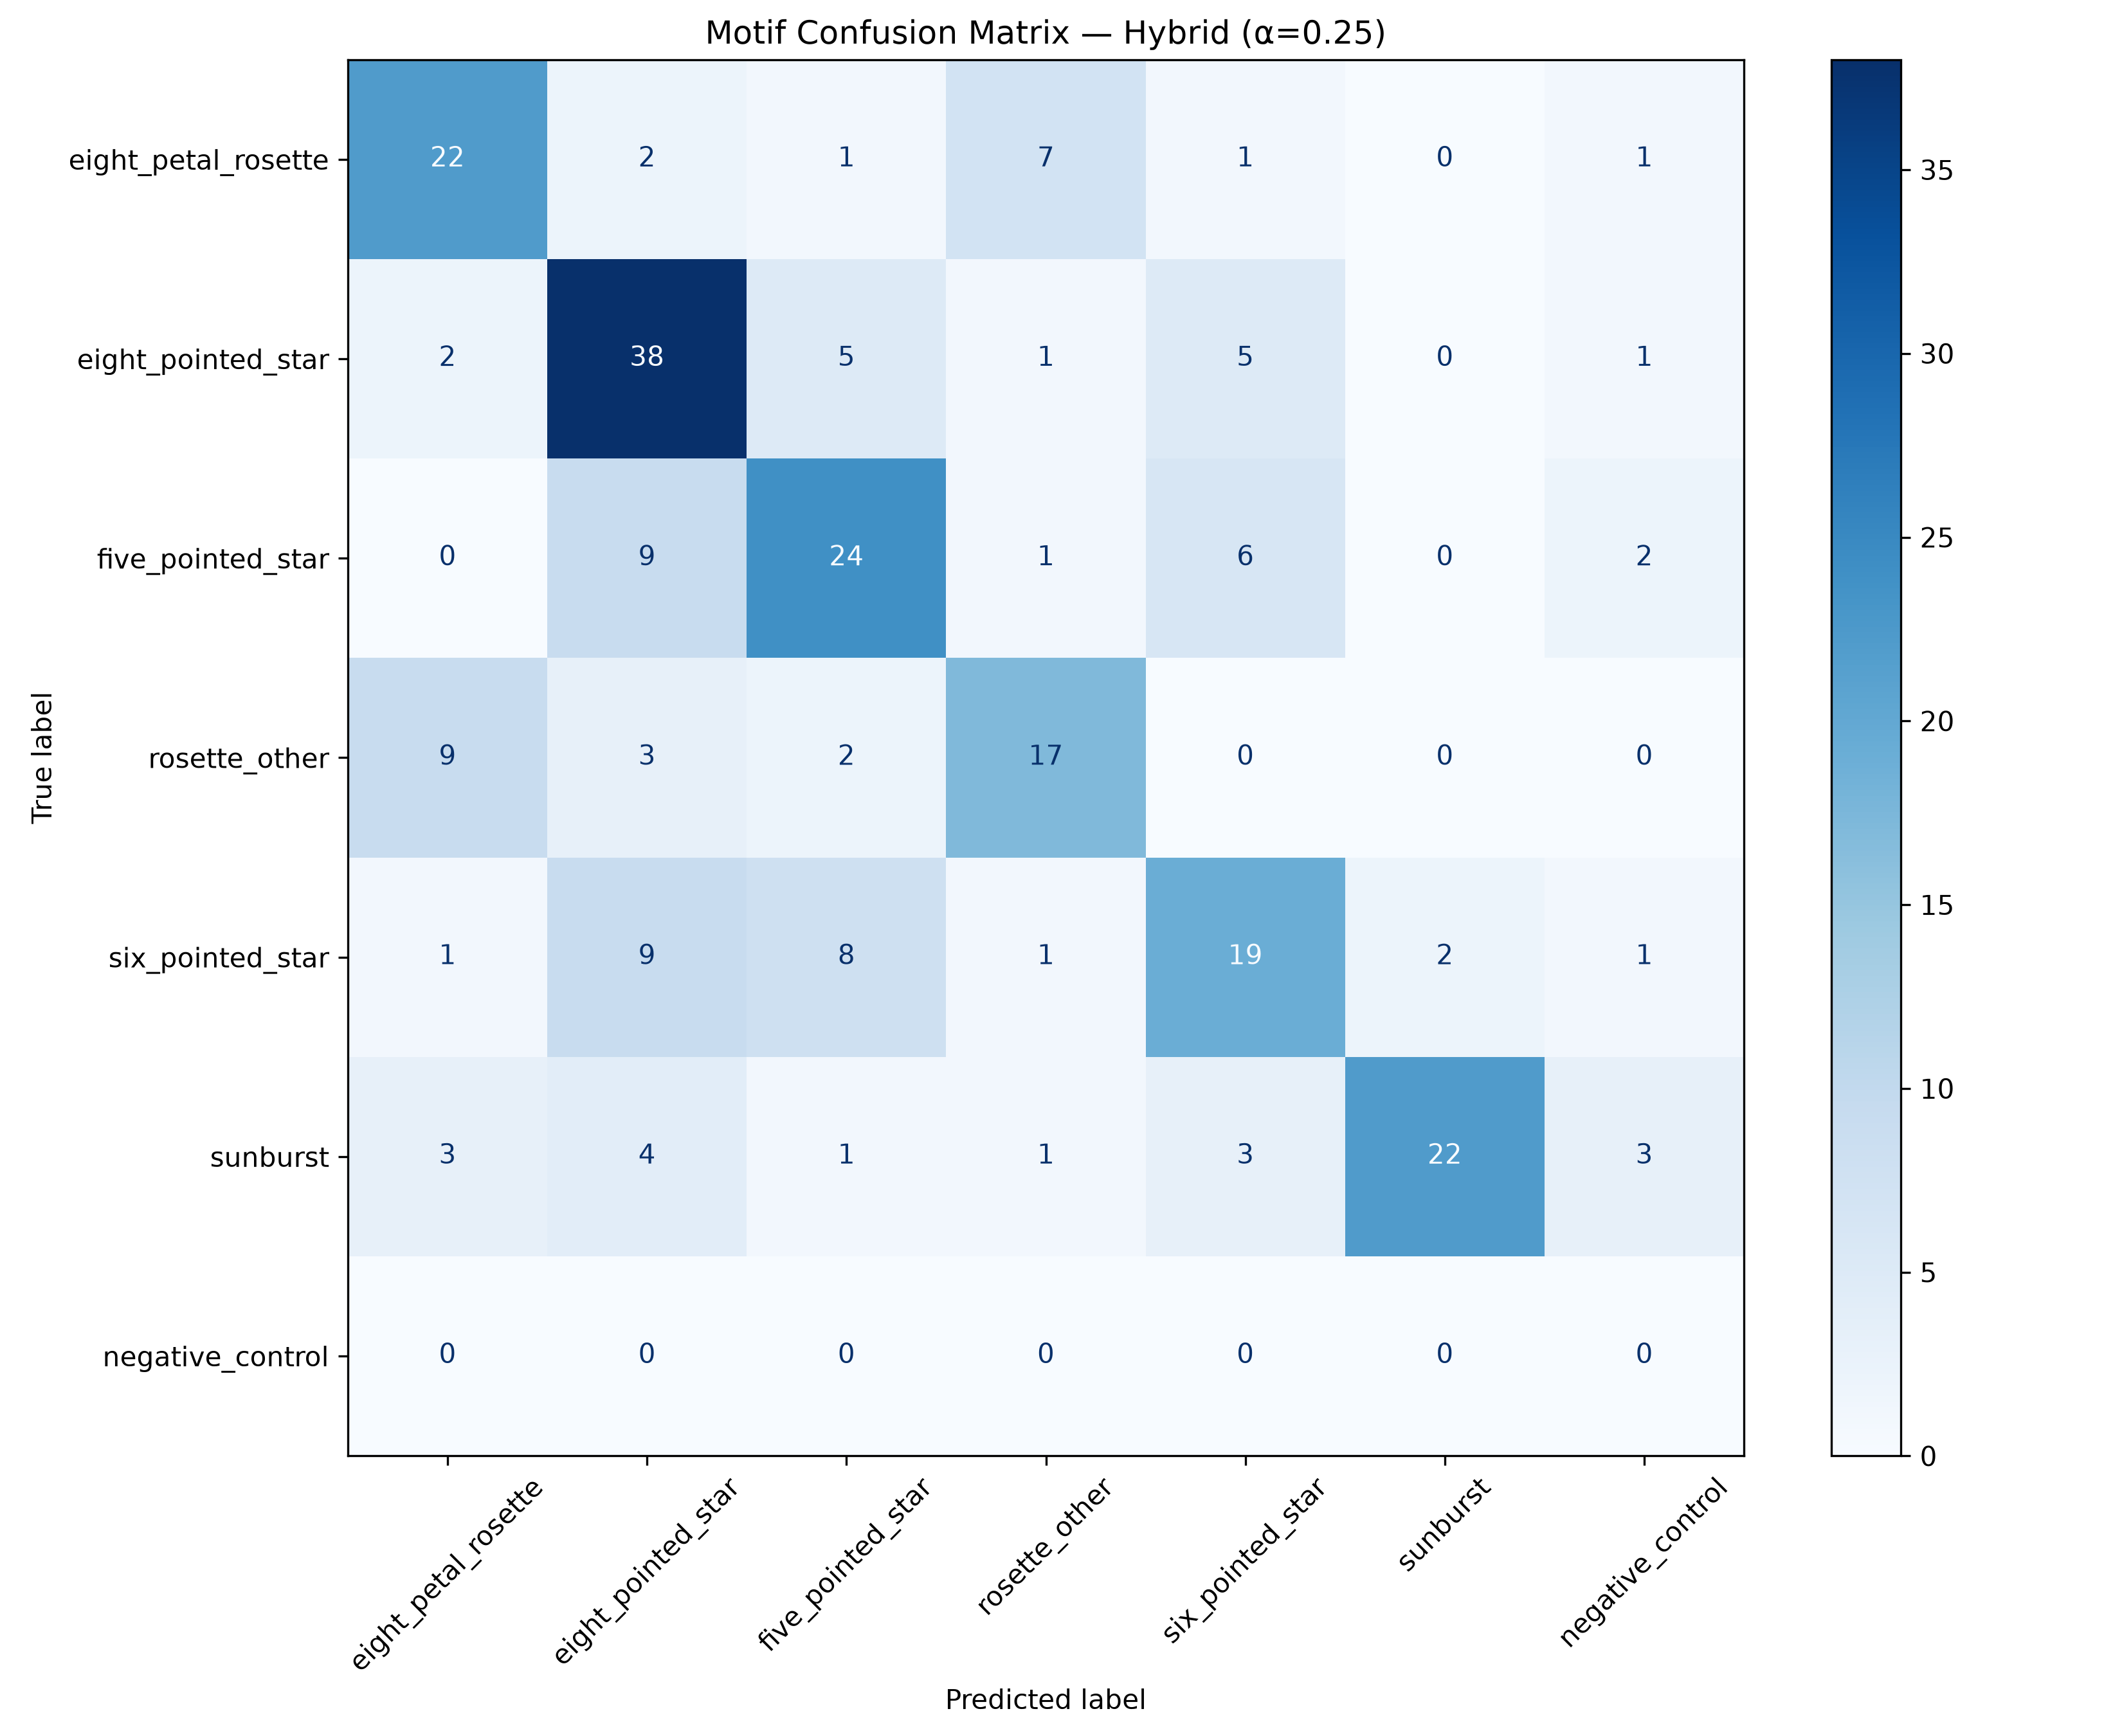 Motif Confusion Matrix — Hybrid (α=0.25)
True label
eight_petal_rosette 22 2 1 7 1 0 1
eight_pointed_star 2 38 5 1 5 0 1
five_pointed_star 0 9 24 1 6 0 2
rosette_other 9 3 2 17 0 0 0
six_pointed_star 1 9 8 1 19 2 1
sunburst 3 4 1 1 3 22 3
negative_control 0 0 0 0 0 0 0
eight_petal_rosette
eight_pointed_star
five_pointed_star
rosette_other
six_pointed_star
sunburst
negative_control
Predicted label
35
30
25
20
15
10
5
0